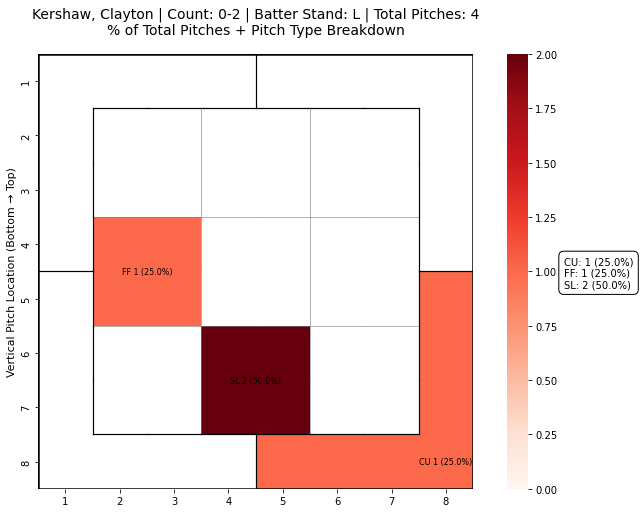 Kershaw, Clayton | Count: 0-2 | Batter Stand: L | Total Pitches: 4
% of Total Pitches + Pitch Type Breakdown
Vertical Pitch Location (Bottom → Top)
1
2
3
4
5
6
7
8
FF 1 (25.0%)
SL 2 (50.0%)
CU 1 (25.0%)
1
2
3
4
5
6
7
8
2.00
1.75
1.50
1.25
1.00
0.75
0.50
0.25
0.00
CU: 1 (25.0%)
FF: 1 (25.0%)
SL: 2 (50.0%)